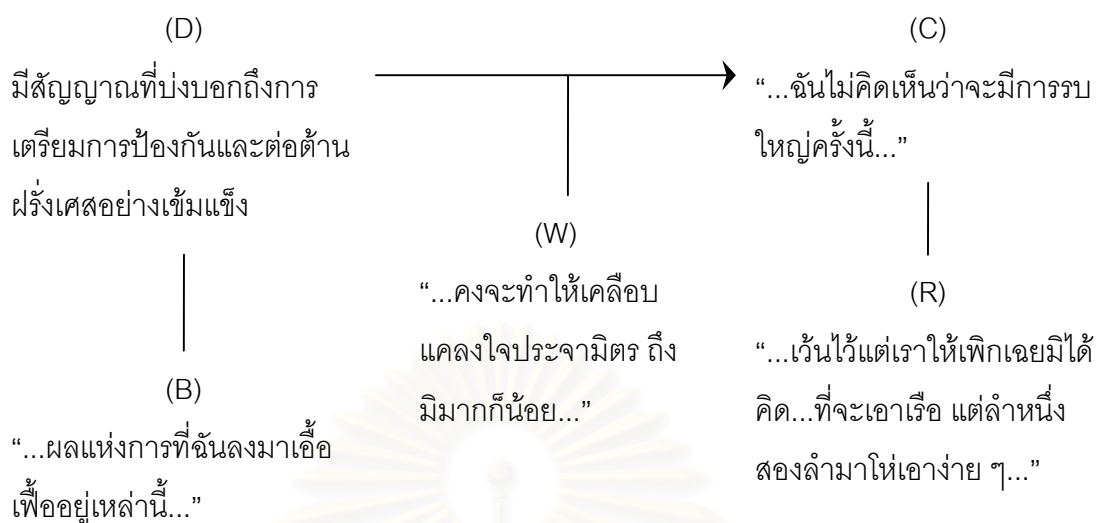 (D)
มีสัญญาณที่บ่งบอกถึงการ
เตรียมการป้องกันและต่อต้าน
ฝรั่งเศสอย่างเข้มแข็ง
(B)
“...ผลแห่งการที่ฉันลงมาเอื้อ
เฟื้ออยู่เหล่านี้...”
(W)
“...คงจะทำให้เคลือบ
แคลงใจประจามิตร ถึง
มิมากก็น้อย...”
(C)
“...ฉันไม่คิดเห็นว่าจะมีการรบ
ใหญ่ครั้งนี้...”
(R)
“...เว้นไว้แต่เราให้เพิกเฉยมิได้
คิด...ที่จะเอาเรือ แต่ลำหนึ่ง
สองลำมาโห่เอาง่าย ๆ...”